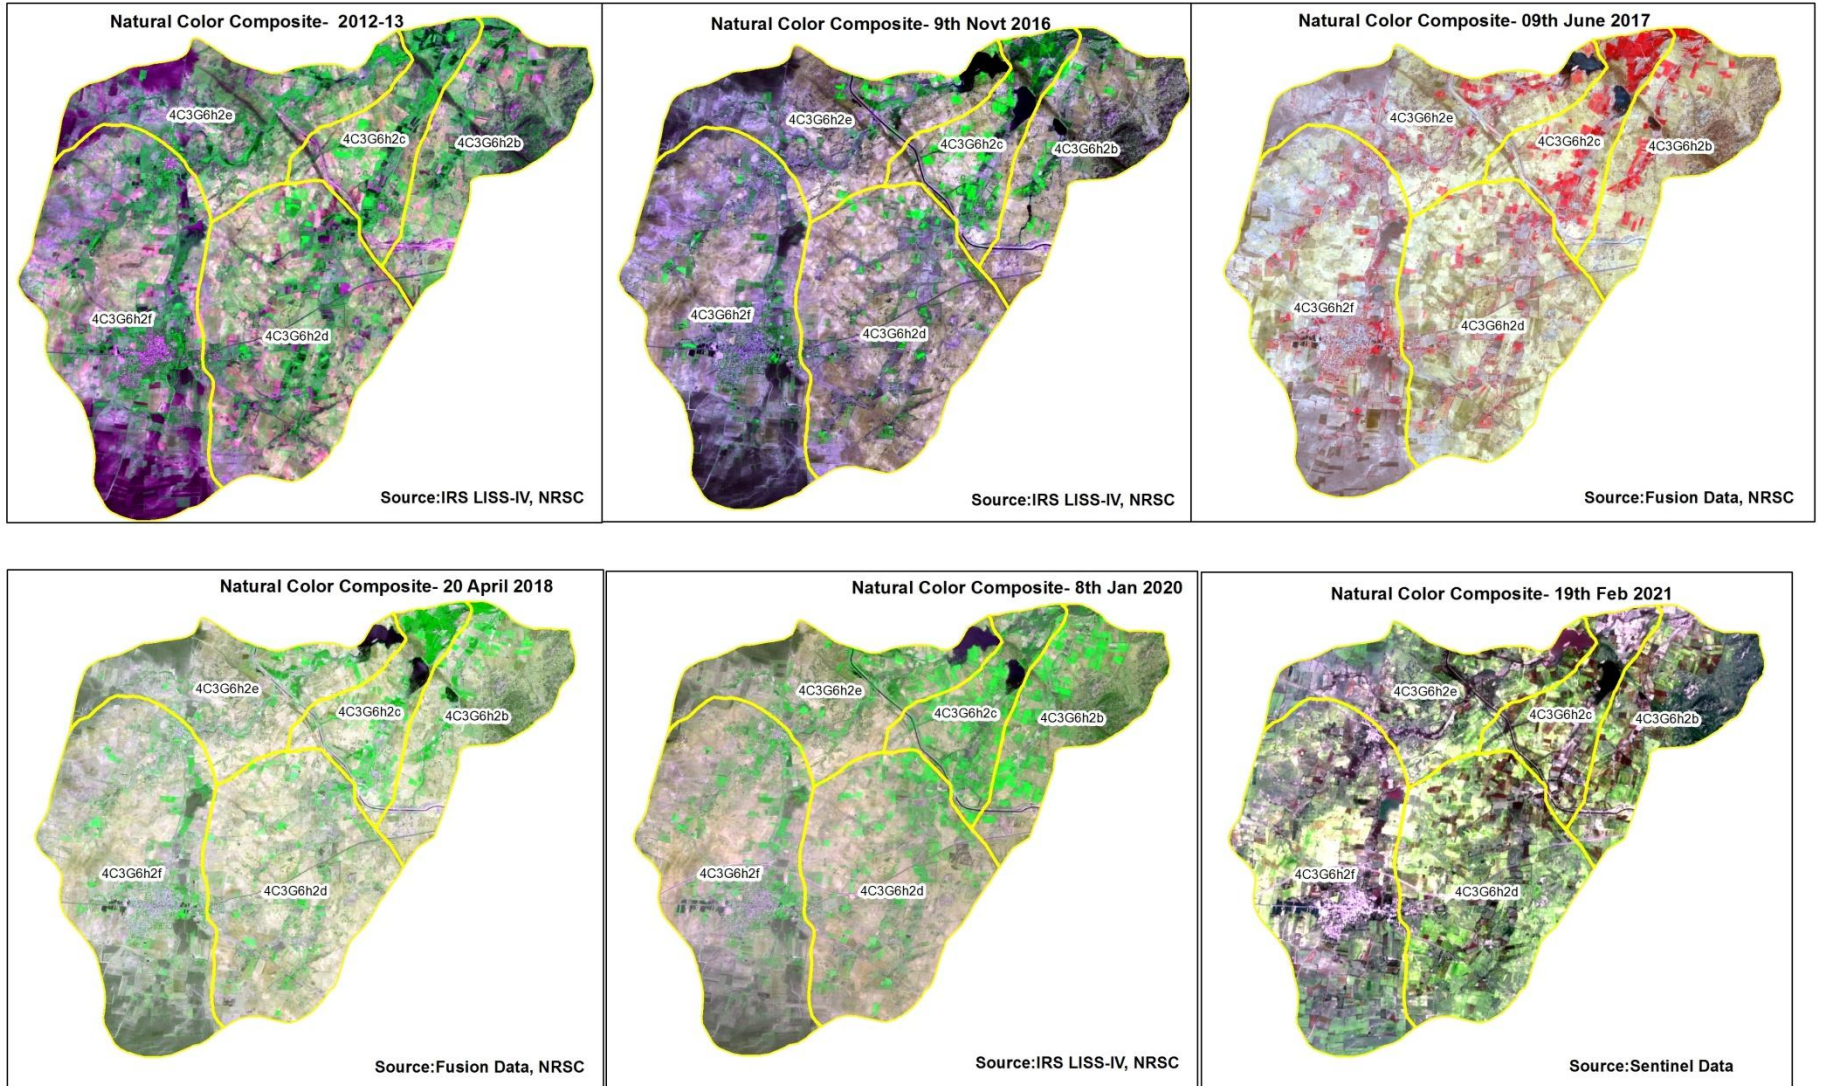 Natural Color Composite- 2012-13
4C3G6h2e
4C3G6h2c
4C3G6h2b
4C3G6h2f
4C3G6h2d
Source:IRS LISS-IV, NRSC
Natural Color Composite- 9th Novt 2016
4C3G6h2e
4C3G6h2c
4C3G6h2b
4C3G6h2f
4C3G6h2d
Source:IRS LISS-IV, NRSC
Natural Color Composite- 09th June 2017
4C3G6h2e
4C3G6h2c
4C3G6h2b
4C3G6h2f
4C3G6h2d
Source:Fusion Data, NRSC
Natural Color Composite- 20 April 2018
4C3G6h2e
4C3G6h2c
4C3G6h2b
4C3G6h2f
4C3G6h2d
Source:Fusion Data, NRSC
Natural Color Composite- 8th Jan 2020
4C3G6h2e
4C3G6h2c
4C3G6h2b
4C3G6h2f
4C3G6h2d
Source:IRS LISS-IV, NRSC
Natural Color Composite- 19th Feb 2021
4C3G6h2e
4C3G6h2c
4C3G6h2b
4C3G6h2f
4C3G6h2d
Source:Sentinel Data